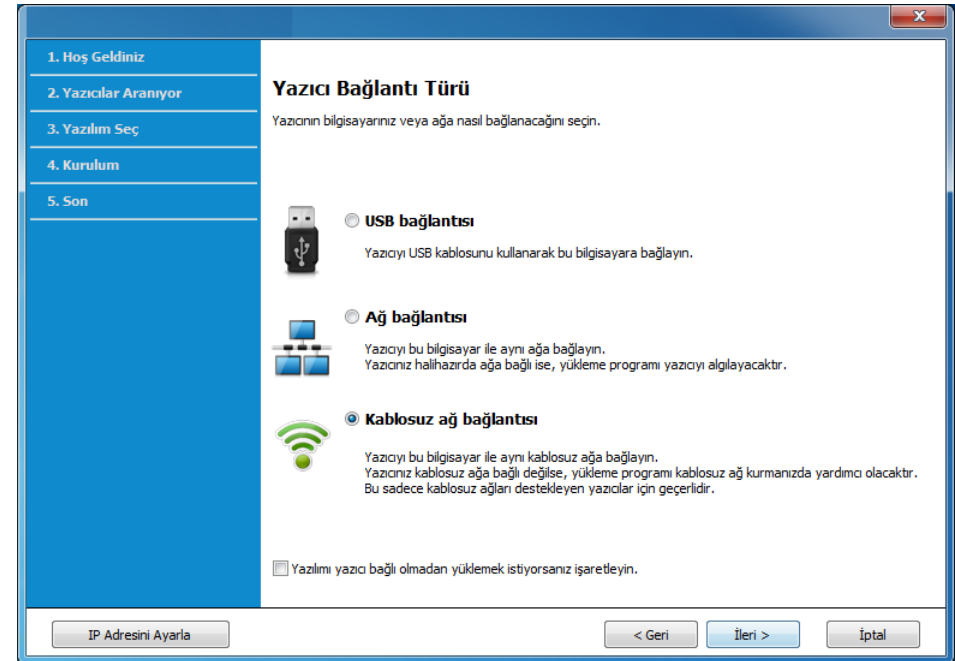 x
1. Hoş Geldiniz
2. Yazıcılar Aranıyor
3. Yazılım Seç
4. Kurulum
5. Son
Yazıcı Bağlantı Türü
Yazıcının bilgisayarınız veya ağa nasıl bağlanacağını seçin.
USB bağlantısı
Yazıcıyı USB kablosunu kullanarak bu bilgisayara bağlayın.
Ağ bağlantısı
Yazıcıyı bu bilgisayar ile aynı ağa bağlayın.
Yazıcınız halihazırda ağa bağlı ise, yükleme programı yazıcıyı algılayacaktır.
Kablosuz ağ bağlantısı
Yazıcıyı bu bilgisayar ile aynı kablosuz ağa bağlayın.
Yazıcınız kablosuz ağa bağlı değilse, yükleme programı kablosuz ağ kurmanızda yardımcı olacaktır.
Bu sadece kablosuz ağları destekleyen yazıcılar için geçerlidir.
Yazılımı yazıcı bağlı olmadan yüklemek istiyorsanız işaretleyin.
IP Adresini Ayarla
< Geri
İleri >
İptal